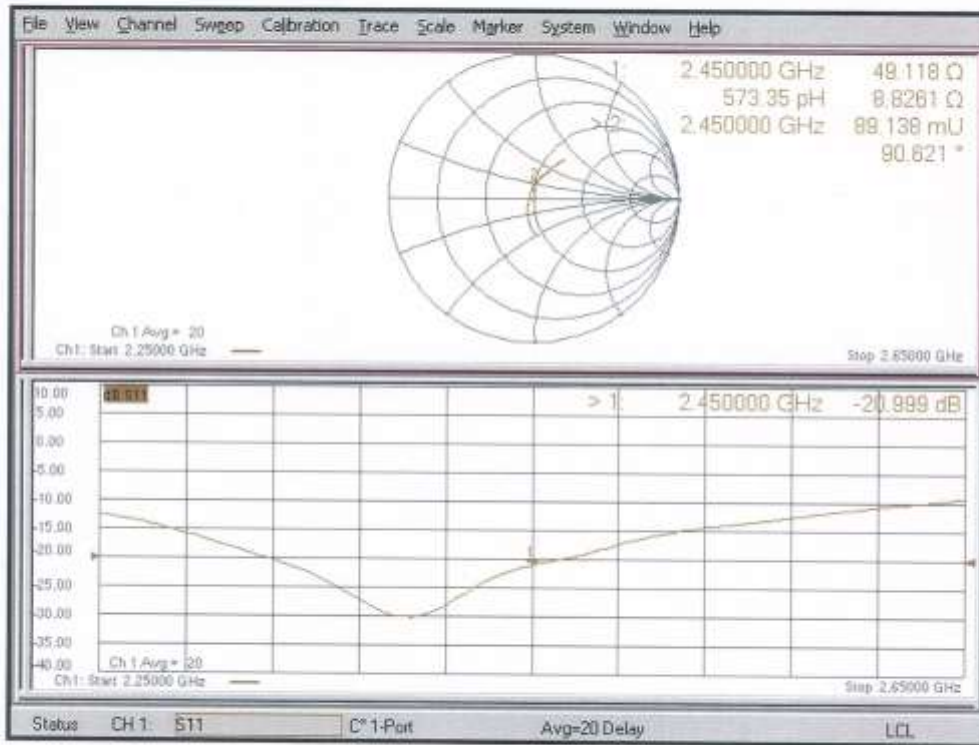 File View Channel Sweep Calibration Trace Scale Marker System Window Help
1: 2.450000 GHz 49.118 Ω
573.35 pH 8.8261 Ω
> 2: 2.450000 GHz 89.138 mU
90.621 °
Ch 1 Avg = 20
Ch1: Start 2.25000 GHz
Stop 2.65000 GHz
10.00
dB S11
> 1: 2.450000 GHz -20.999 dB
5.00
0.00
-5.00
-10.00
-15.00
-20.00
-25.00
-30.00
-35.00
-40.00
1
Ch 1 Avg = 20
Ch1: Start 2.25000 GHz
Stop 2.65000 GHz
Status CH 1: S11 C* 1-Port Avg=20 Delay LCL